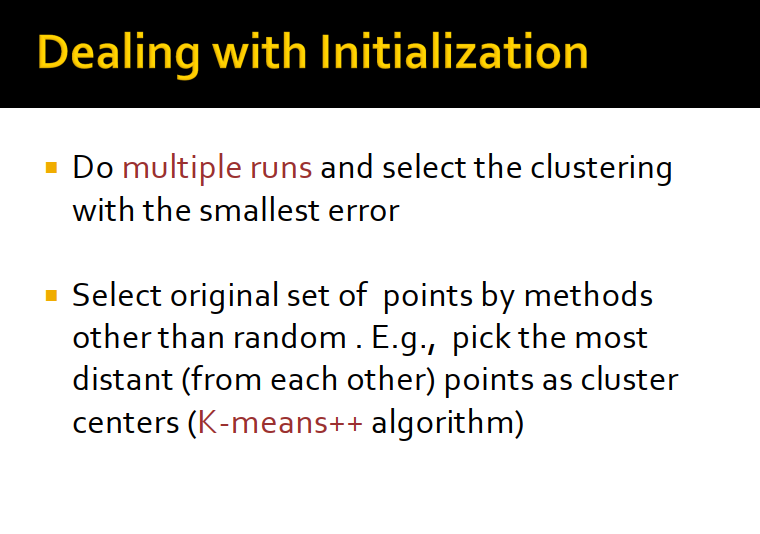 Dealing with Initialization
Do multiple runs and select the clustering
with the smallest error
Select original set of  points by methods
other than random . E.g.,  pick the most
distant (from each other) points as cluster
centers (K-means++ algorithm)